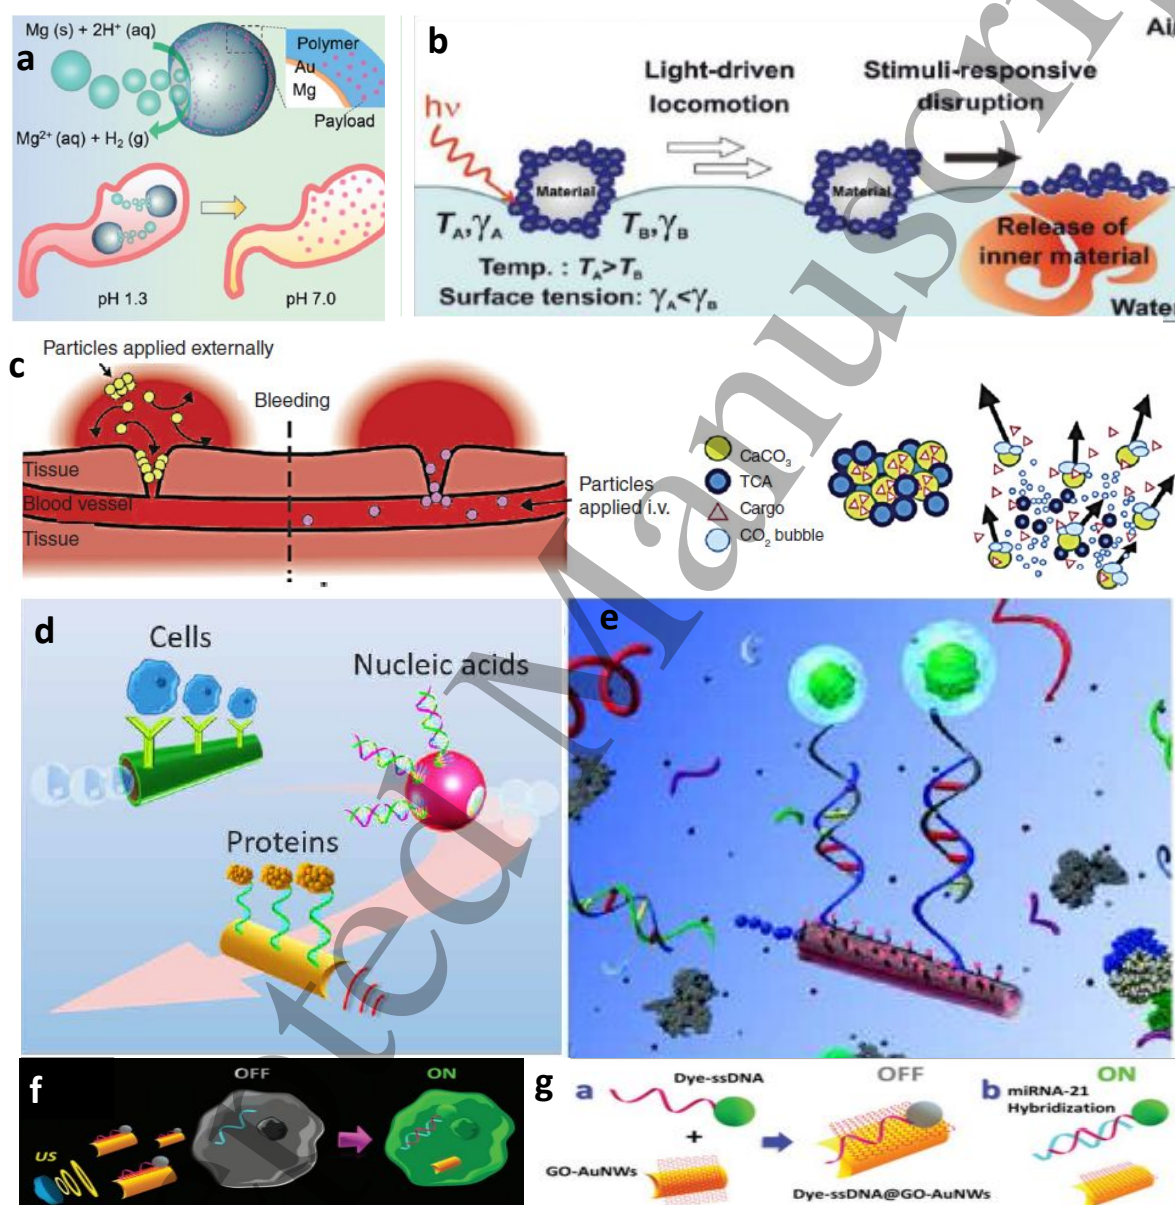 a
Mg (s) + 2H⁺ (aq)
Mg²⁺ (aq) + H₂ (g)
Polymer
Au
Mg
Payload
pH 1.3
pH 7.0
b
Light-driven
locomotion
Stimuli-responsive
disruption
hν
Material
Material
T_A,γ_A
T_B,γ_B
Temp. : T_A>T_B
Surface tension: γ_A<γ_B
Release of
inner material
Water
c
Particles applied externally
Bleeding
Tissue
Blood vessel
Tissue
Particles
applied i.v.
CaCO₃
TCA
Cargo
CO₂ bubble
d
Cells
Nucleic acids
Proteins
e
f
OFF
ON
US
g
a
Dye-ssDNA
+
GO-AuNWs
OFF
Dye-ssDNA@GO-AuNWs
b
ON
miRNA-21
Hybridization
Manuscript